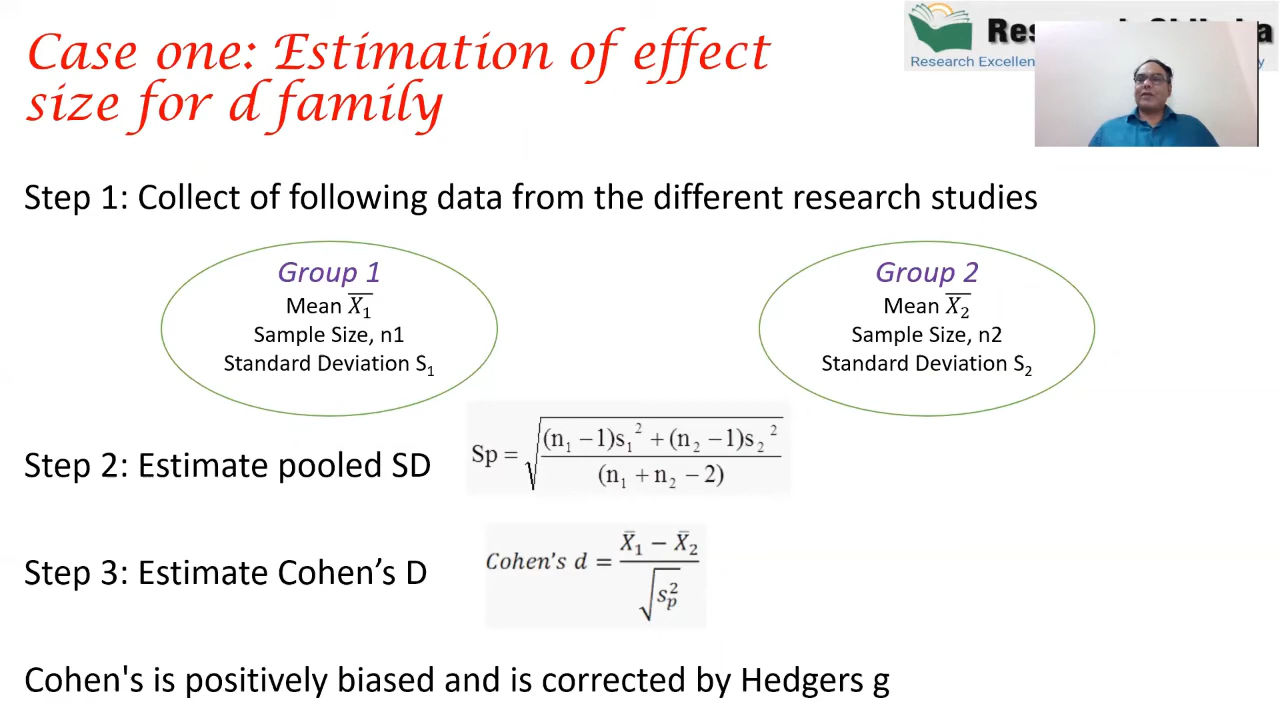 Case one: Estimation of effect
size for d family
Research Excellen
y
Step 1: Collect of following data from the different research studies
Group 1
Mean X̄₁
Sample Size, n1
Standard Deviation S₁
Group 2
Mean X̄₂
Sample Size, n2
Standard Deviation S₂
Step 2: Estimate pooled SD
Sp = √((n₁ −1)s₁² + (n₂ −1)s₂² / (n₁ + n₂ − 2))
Step 3: Estimate Cohen’s D
Cohen's d = (X̄₁ − X̄₂) / √(s²ₚ)
Cohen's is positively biased and is corrected by Hedgers g